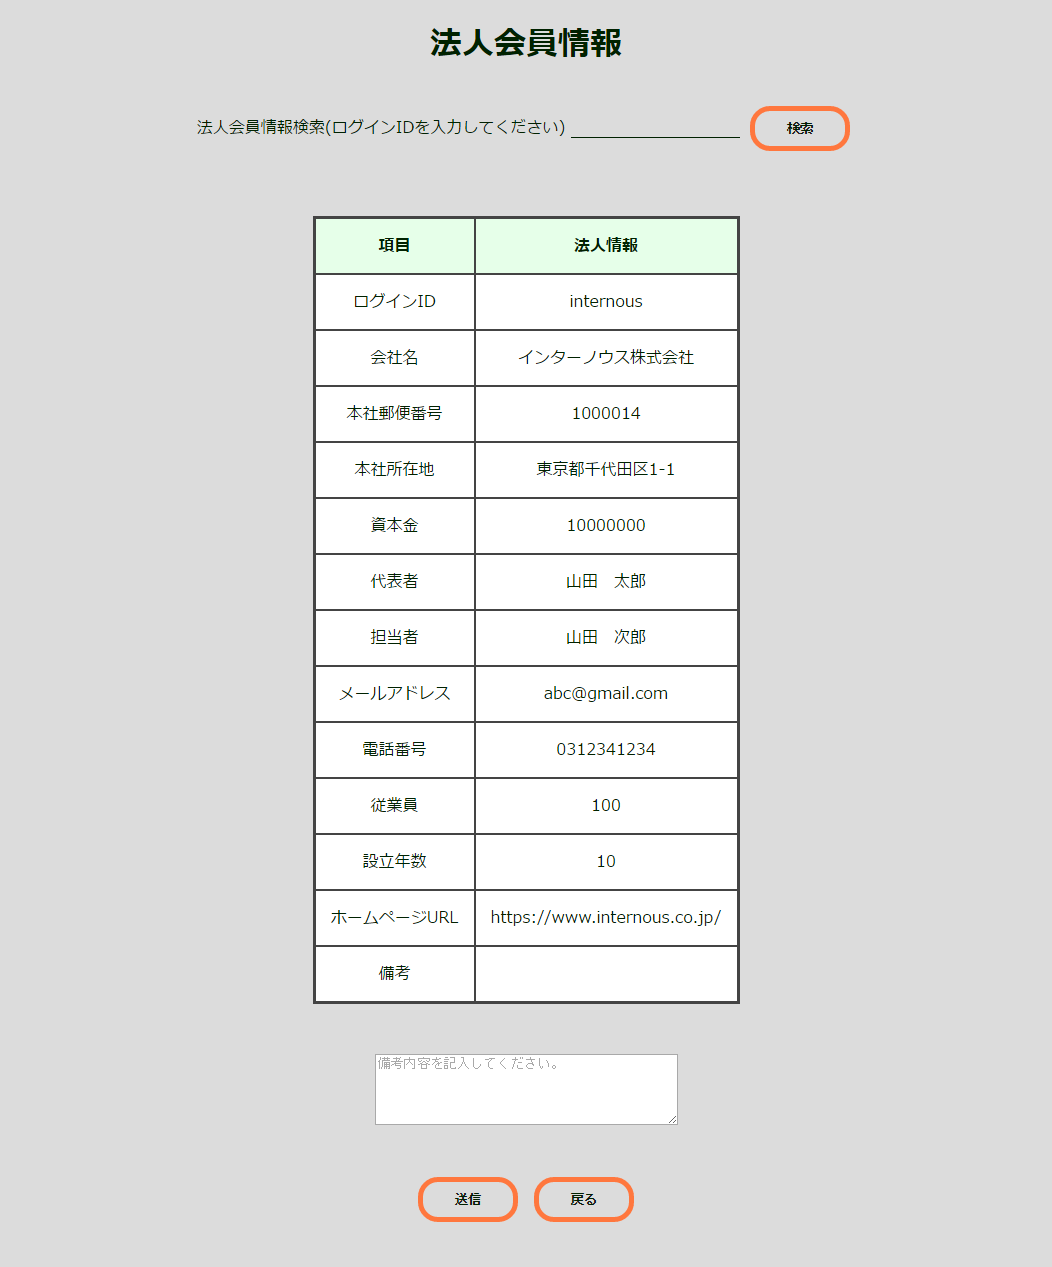 法人会員情報
法人会員情報検索(ログインIDを入力してください) 検索
項目 法人情報
ログインID internous
会社名 インターノウス株式会社
本社郵便番号 1000014
本社所在地 東京都千代田区1-1
資本金 10000000
代表者 山田　太郎
担当者 山田　次郎
メールアドレス abc@gmail.com
電話番号 0312341234
従業員 100
設立年数 10
ホームページURL https://www.internous.co.jp/
備考
備考内容を記入してください。
送信 戻る